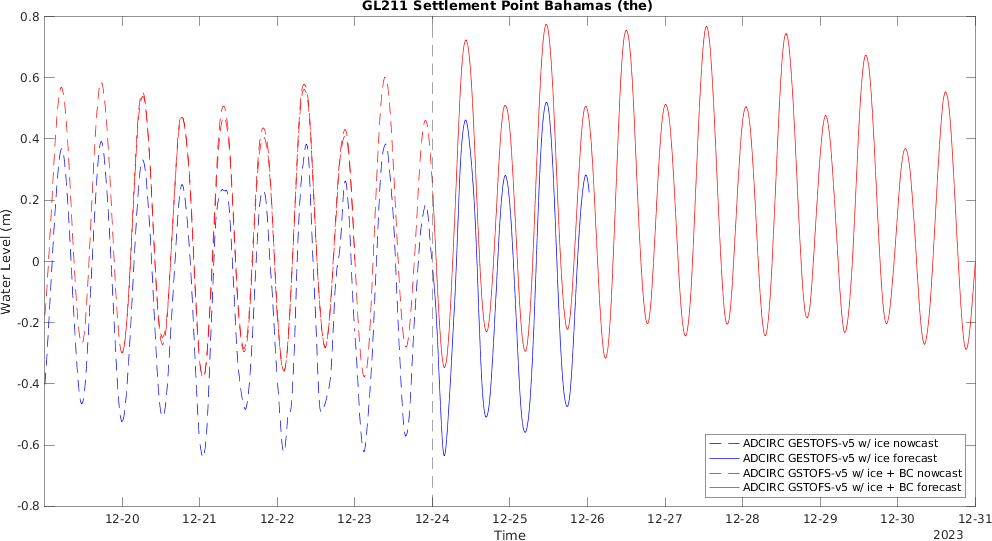 GL211 Settlement Point Bahamas (the)
0.8
0.6
0.4
0.2
0
-0.2
-0.4
-0.6
-0.8
Water Level (m)
ADCIRC GESTOFS-v5 w/ ice nowcast
ADCIRC GESTOFS-v5 w/ ice forecast
ADCIRC GSTOFS-v5 w/ ice + BC nowcast
ADCIRC GSTOFS-v5 w/ ice + BC forecast
12-20 12-21 12-22 12-23 12-24 12-25 12-26 12-27 12-28 12-29 12-30 12-31
Time
2023